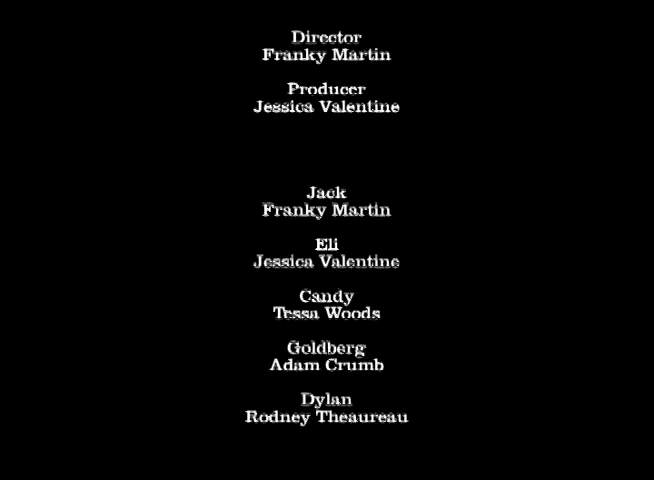 Director
Franky Martin
Producer
Jessica Valentine
Jack
Franky Martin
Eli
Jessica Valentine
Candy
Tessa Woods
Goldberg
Adam Crumb
Dylan
Rodney Theaureau